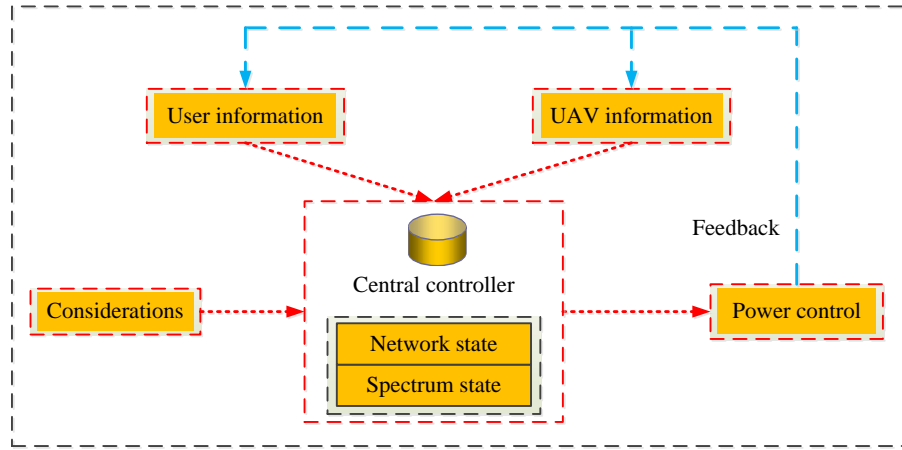 User information
UAV information
Feedback
Central controller
Considerations
Power control
Network state
Spectrum state